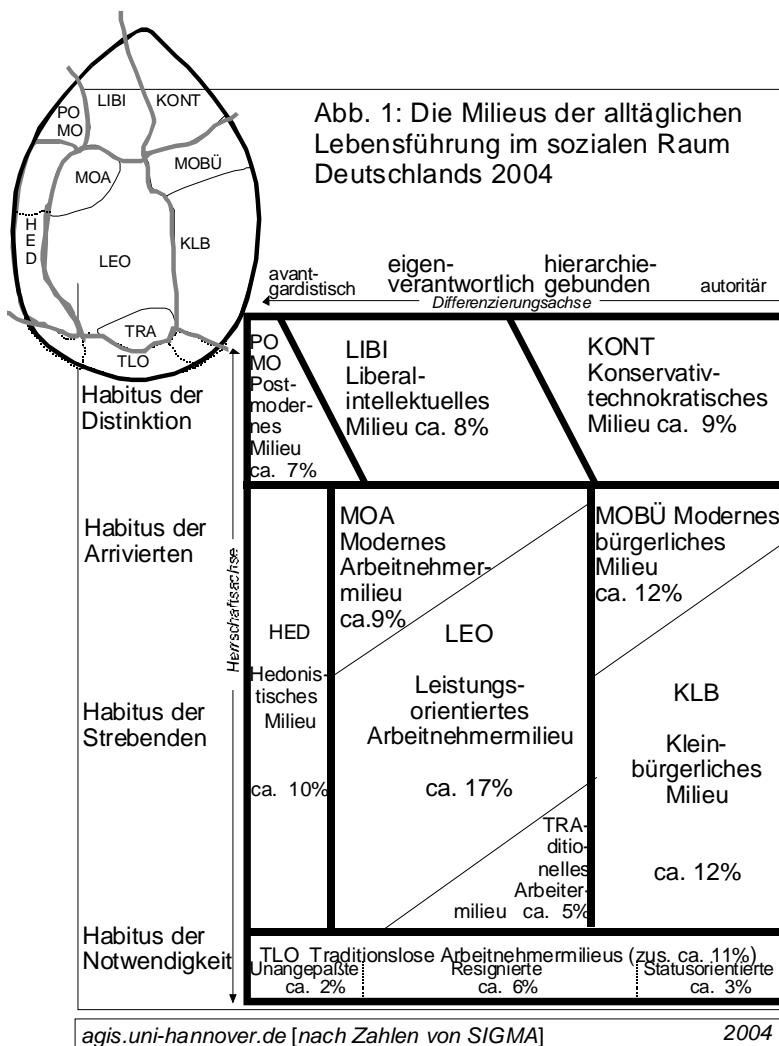 PO
MO
LIBI
KONT
MOA
MOBÜ
H
E
D
LEO
KLB
TRA
TLO
Abb. 1: Die Milieus der alltäglichen
Lebensführung im sozialen Raum
Deutschlands 2004
avant-
gardistisch
eigen-
verantwortlich
hierarchie-
gebunden
autoritär
Differenzierungsachse
Habitus der
Distinktion
Habitus der
Arrivierten
Habitus der
Strebenden
Habitus der
Notwendigkeit
Herrschaftsachse
PO
MO
Post-
moder-
nes
Milieu
ca. 7%
LIBI
Liberal-
intellektuelles
Milieu ca. 8%
KONT
Konservativ-
technokratisches
Milieu ca. 9%
HED
Hedonis-
tisches
Milieu
ca. 10%
MOA
Modernes
Arbeitnehmer-
milieu
ca.9%
LEO
Leistungs-
orientiertes
Arbeitnehmermilieu
ca. 17%
TRA-
ditio-
nelles
Arbeiter-
milieu ca. 5%
MOBÜ Modernes
bürgerliches
Milieu
ca. 12%
KLB
Klein-
bürgerliches
Milieu
ca. 12%
TLO Traditionslose Arbeitnehmermilieus (zus. ca. 11%)
Unangepaßte
ca. 2%
Resignierte
ca. 6%
Statusorientierte
ca. 3%
agis.uni-hannover.de [nach Zahlen von SIGMA] 2004